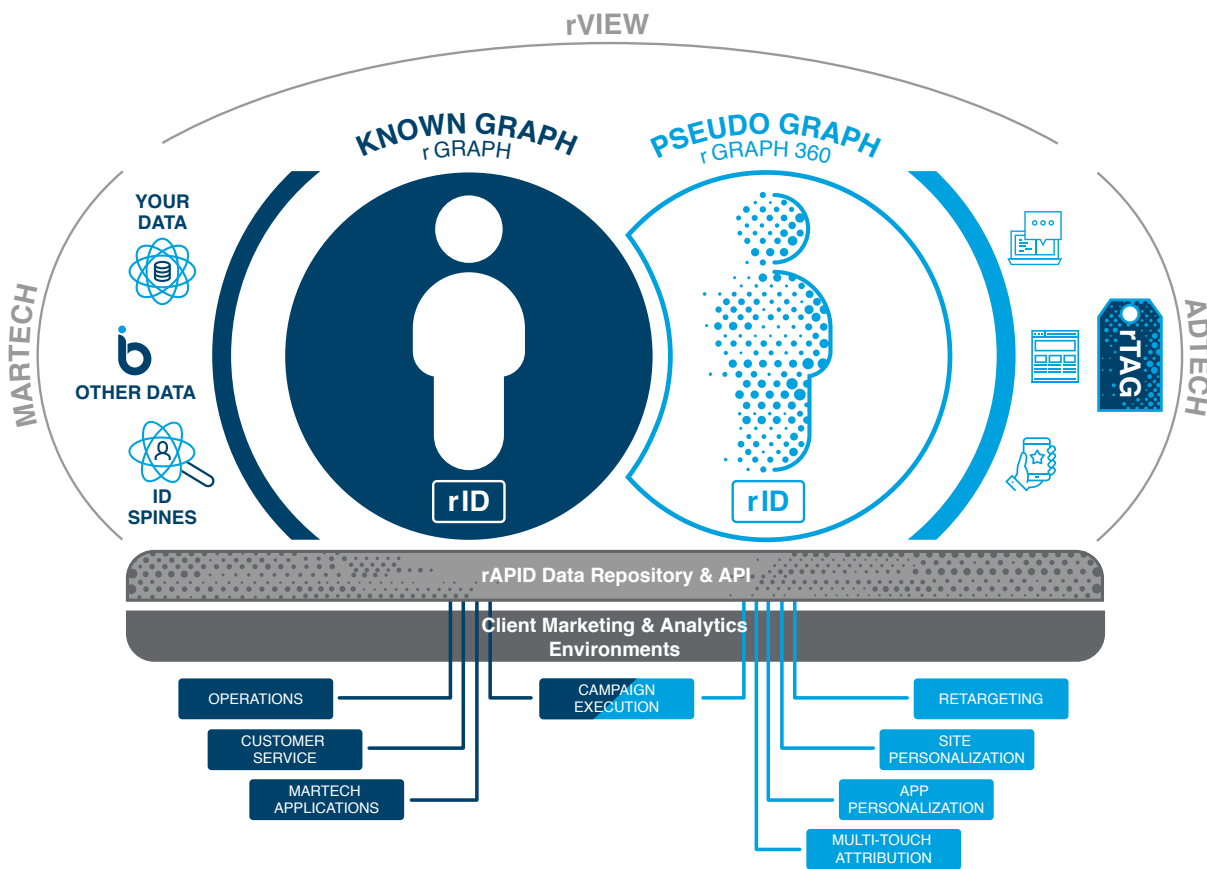 rVIEW
KNOWN GRAPH
r GRAPH
PSEUDO GRAPH
r GRAPH 360
MARTECH
YOUR
DATA
OTHER DATA
ID
SPINES
rID
rID
rTAG
ADTECH
rAPID Data Repository & API
Client Marketing & Analytics
Environments
OPERATIONS
CUSTOMER
SERVICE
MARTECH
APPLICATIONS
CAMPAIGN
EXECUTION
RETARGETING
SITE
PERSONALIZATION
APP
PERSONALIZATION
MULTI-TOUCH
ATTRIBUTION